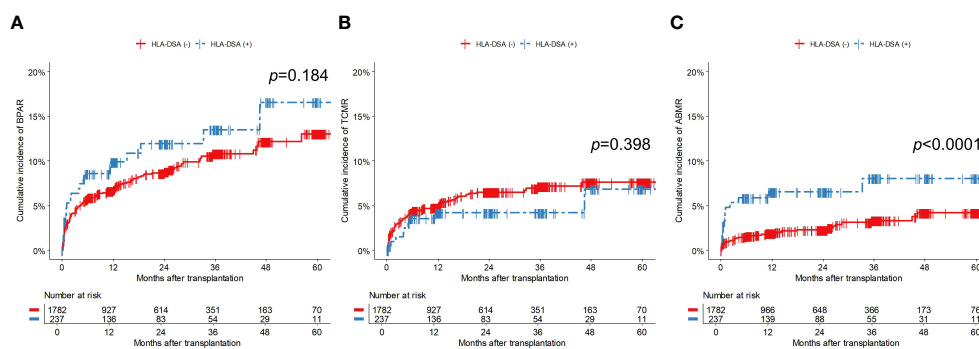 A
HLA-DSA (-) HLA-DSA (+)
Cumulative incidence of BPAR
20%
15%
10%
5%
0%
p=0.184
0 12 24 36 48 60
Months after transplantation
Number at risk
1782 927 614 351 163 70
237 136 83 54 29 11
0 12 24 36 48 60
Months after transplantation
B
HLA-DSA (-) HLA-DSA (+)
Cumulative incidence of TCMR
20%
15%
10%
5%
0%
p=0.398
0 12 24 36 48 60
Months after transplantation
Number at risk
1782 927 614 351 163 70
237 136 83 54 29 11
0 12 24 36 48 60
Months after transplantation
C
HLA-DSA (-) HLA-DSA (+)
Cumulative incidence of ABMR
20%
15%
10%
5%
0%
p<0.0001
0 12 24 36 48 60
Months after transplantation
Number at risk
1782 966 648 366 173 76
237 139 88 55 31 11
0 12 24 36 48 60
Months after transplantation